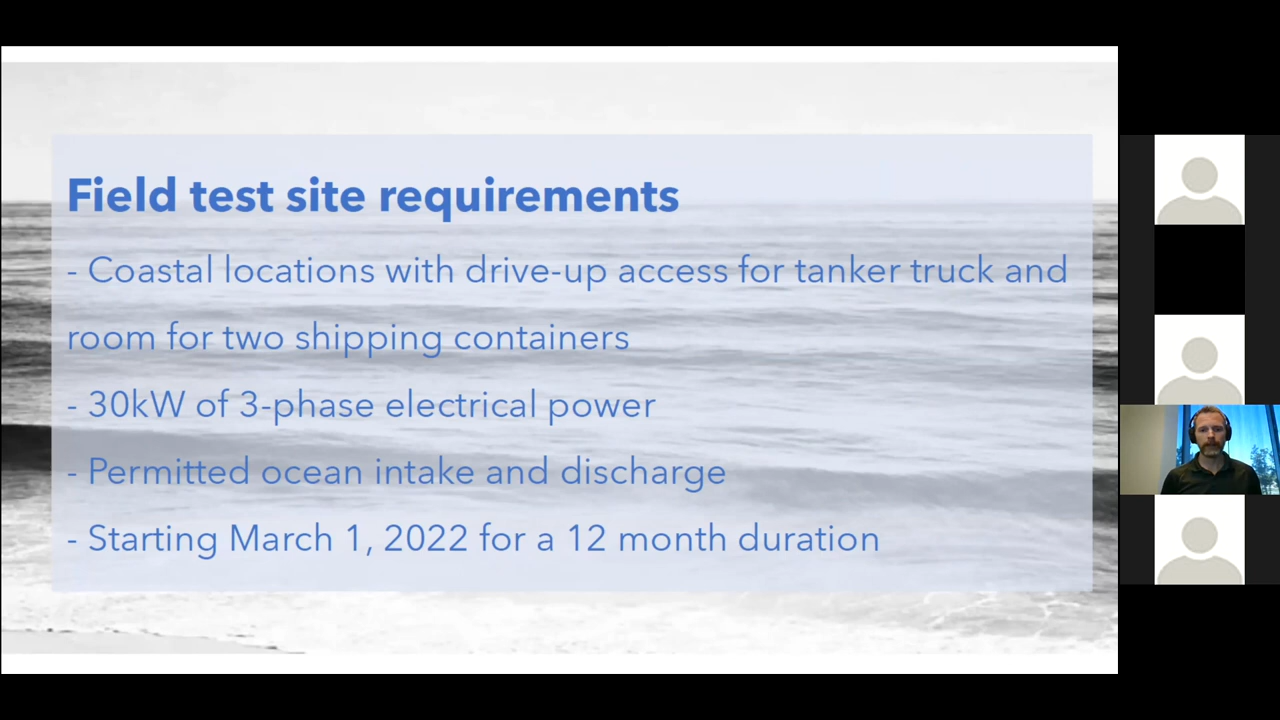 Field test site requirements
- Coastal locations with drive-up access for tanker truck and
room for two shipping containers
- 30kW of 3-phase electrical power
- Permitted ocean intake and discharge
- Starting March 1, 2022 for a 12 month duration